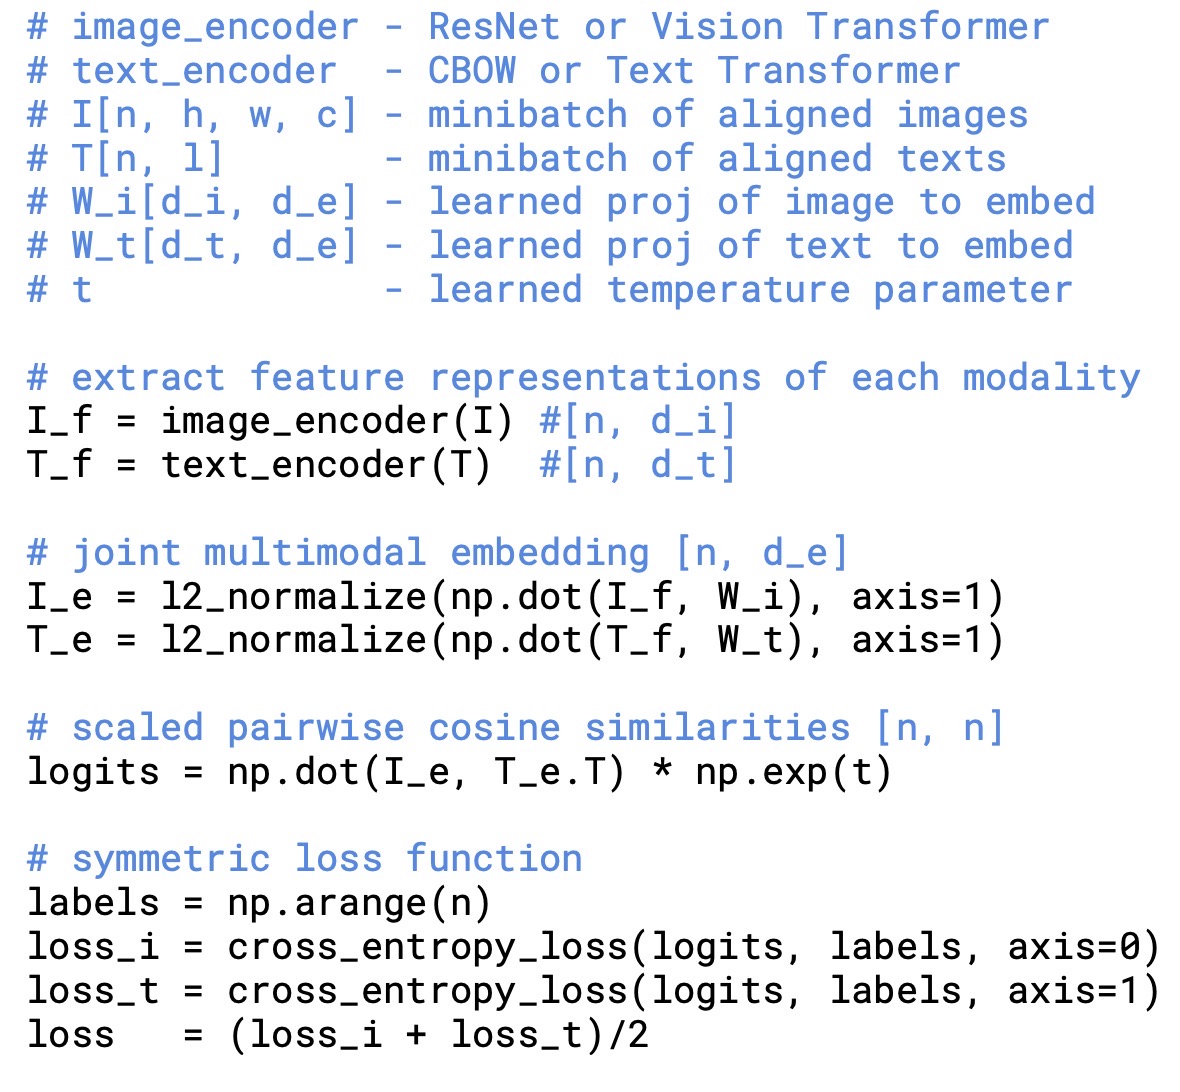 # image_encoder - ResNet or Vision Transformer
# text_encoder  - CBOW or Text Transformer
# I[n, h, w, c] - minibatch of aligned images
# T[n, l]       - minibatch of aligned texts
# W_i[d_i, d_e] - learned proj of image to embed
# W_t[d_t, d_e] - learned proj of text to embed
# t             - learned temperature parameter

# extract feature representations of each modality
I_f = image_encoder(I) #[n, d_i]
T_f = text_encoder(T)  #[n, d_t]

# joint multimodal embedding [n, d_e]
I_e = l2_normalize(np.dot(I_f, W_i), axis=1)
T_e = l2_normalize(np.dot(T_f, W_t), axis=1)

# scaled pairwise cosine similarities [n, n]
logits = np.dot(I_e, T_e.T) * np.exp(t)

# symmetric loss function
labels = np.arange(n)
loss_i = cross_entropy_loss(logits, labels, axis=0)
loss_t = cross_entropy_loss(logits, labels, axis=1)
loss   = (loss_i + loss_t)/2